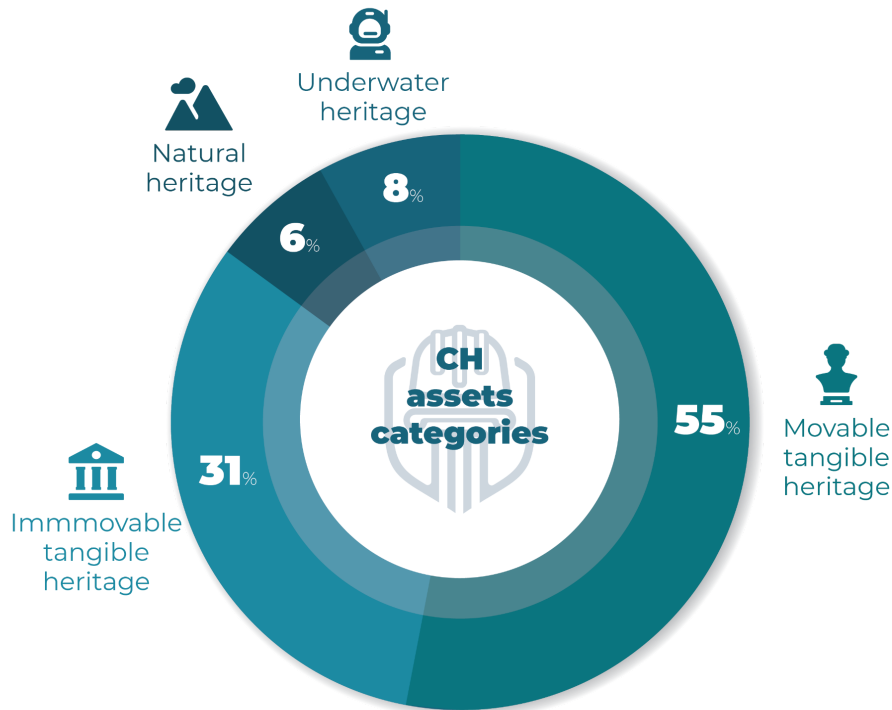 Underwater
heritage
Natural
heritage
8%
6%
CH
assets
categories
55%
Movable
tangible
heritage
31%
Immmovable
tangible
heritage